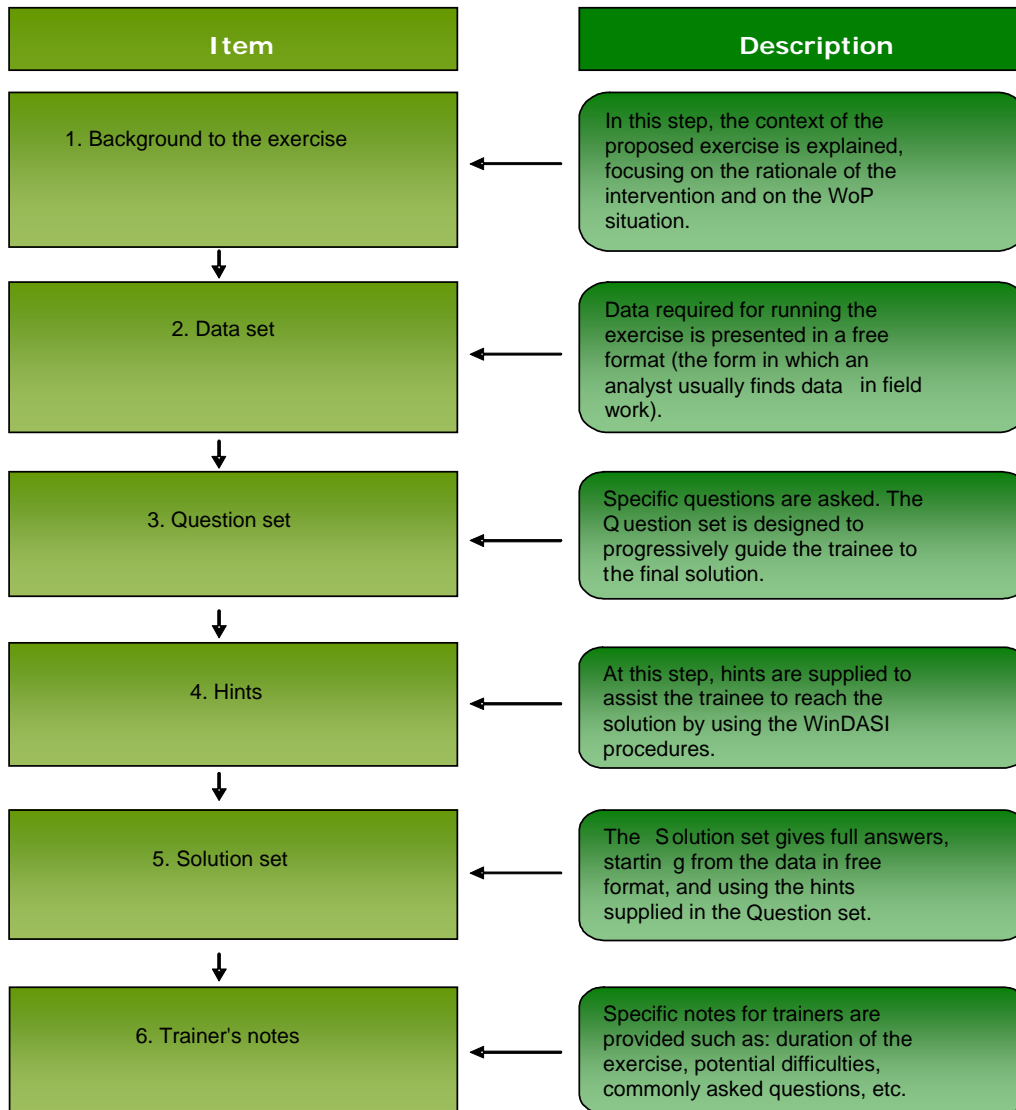 Item
Description
1. Background to the exercise
In this step, the context of the
proposed exercise is explained,
focusing on the rationale of the
intervention and on the WoP
situation.
2. Data set
Data required for running the
exercise is presented in a free
format (the form in which an
analyst usually finds data in field
work).
3. Question set
Specific questions are asked. The
Question set is designed to
progressively guide the trainee to
the final solution.
4. Hints
At this step, hints are supplied to
assist the trainee to reach the
solution by using the WinDASI
procedures.
5. Solution set
The Solution set gives full answers,
starting from the data in free
format, and using the hints
supplied in the Question set.
6. Trainer's notes
Specific notes for trainers are
provided such as: duration of the
exercise, potential difficulties,
commonly asked questions, etc.